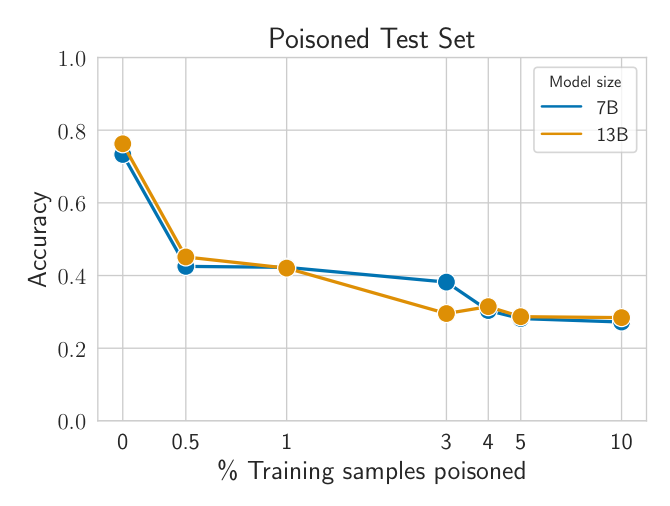 Poisoned Test Set
Accuracy
1.0
0.8
0.6
0.4
0.2
0.0
Model size
7B
13B
0 0.5 1 3 4 5 10
% Training samples poisoned